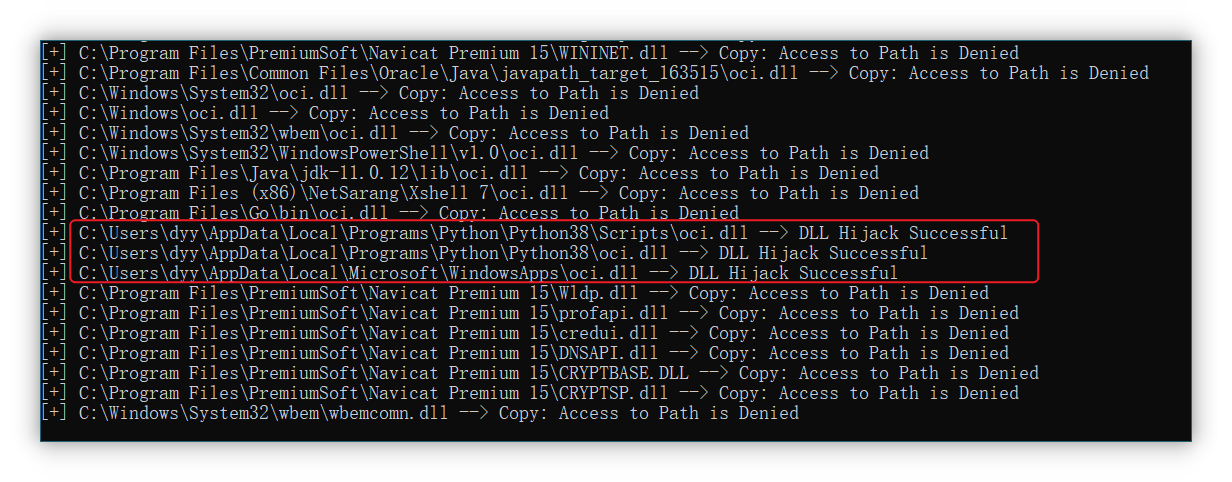 [+] C:\Program Files\PremiumSoft\Navicat Premium 15\WININET.dll --> Copy: Access to Path is Denied
[+] C:\Program Files\Common Files\Oracle\Java\javapath_target_163515\oci.dll --> Copy: Access to Path is Denied
[+] C:\Windows\System32\oci.dll --> Copy: Access to Path is Denied
[+] C:\Windows\oci.dll --> Copy: Access to Path is Denied
[+] C:\Windows\System32\wbem\oci.dll --> Copy: Access to Path is Denied
[+] C:\Windows\System32\WindowsPowerShell\v1.0\oci.dll --> Copy: Access to Path is Denied
[+] C:\Program Files\Java\jdk-11.0.12\lib\oci.dll --> Copy: Access to Path is Denied
[+] C:\Program Files (x86)\NetSarang\Xshell 7\oci.dll --> Copy: Access to Path is Denied
[+] C:\Program Files\Go\bin\oci.dll --> Copy: Access to Path is Denied
[+] C:\Users\dyy\AppData\Local\Programs\Python\Python38\Scripts\oci.dll --> DLL Hijack Successful
[+] C:\Users\dyy\AppData\Local\Programs\Python\Python38\oci.dll --> DLL Hijack Successful
[+] C:\Users\dyy\AppData\Local\Microsoft\WindowsApps\oci.dll --> DLL Hijack Successful
[+] C:\Program Files\PremiumSoft\Navicat Premium 15\Wldp.dll --> Copy: Access to Path is Denied
[+] C:\Program Files\PremiumSoft\Navicat Premium 15\profapi.dll --> Copy: Access to Path is Denied
[+] C:\Program Files\PremiumSoft\Navicat Premium 15\credui.dll --> Copy: Access to Path is Denied
[+] C:\Program Files\PremiumSoft\Navicat Premium 15\DNSAPI.dll --> Copy: Access to Path is Denied
[+] C:\Program Files\PremiumSoft\Navicat Premium 15\CRYPTBASE.DLL --> Copy: Access to Path is Denied
[+] C:\Program Files\PremiumSoft\Navicat Premium 15\CRYPTSP.dll --> Copy: Access to Path is Denied
[+] C:\Windows\System32\wbem\wbemcomn.dll --> Copy: Access to Path is Denied